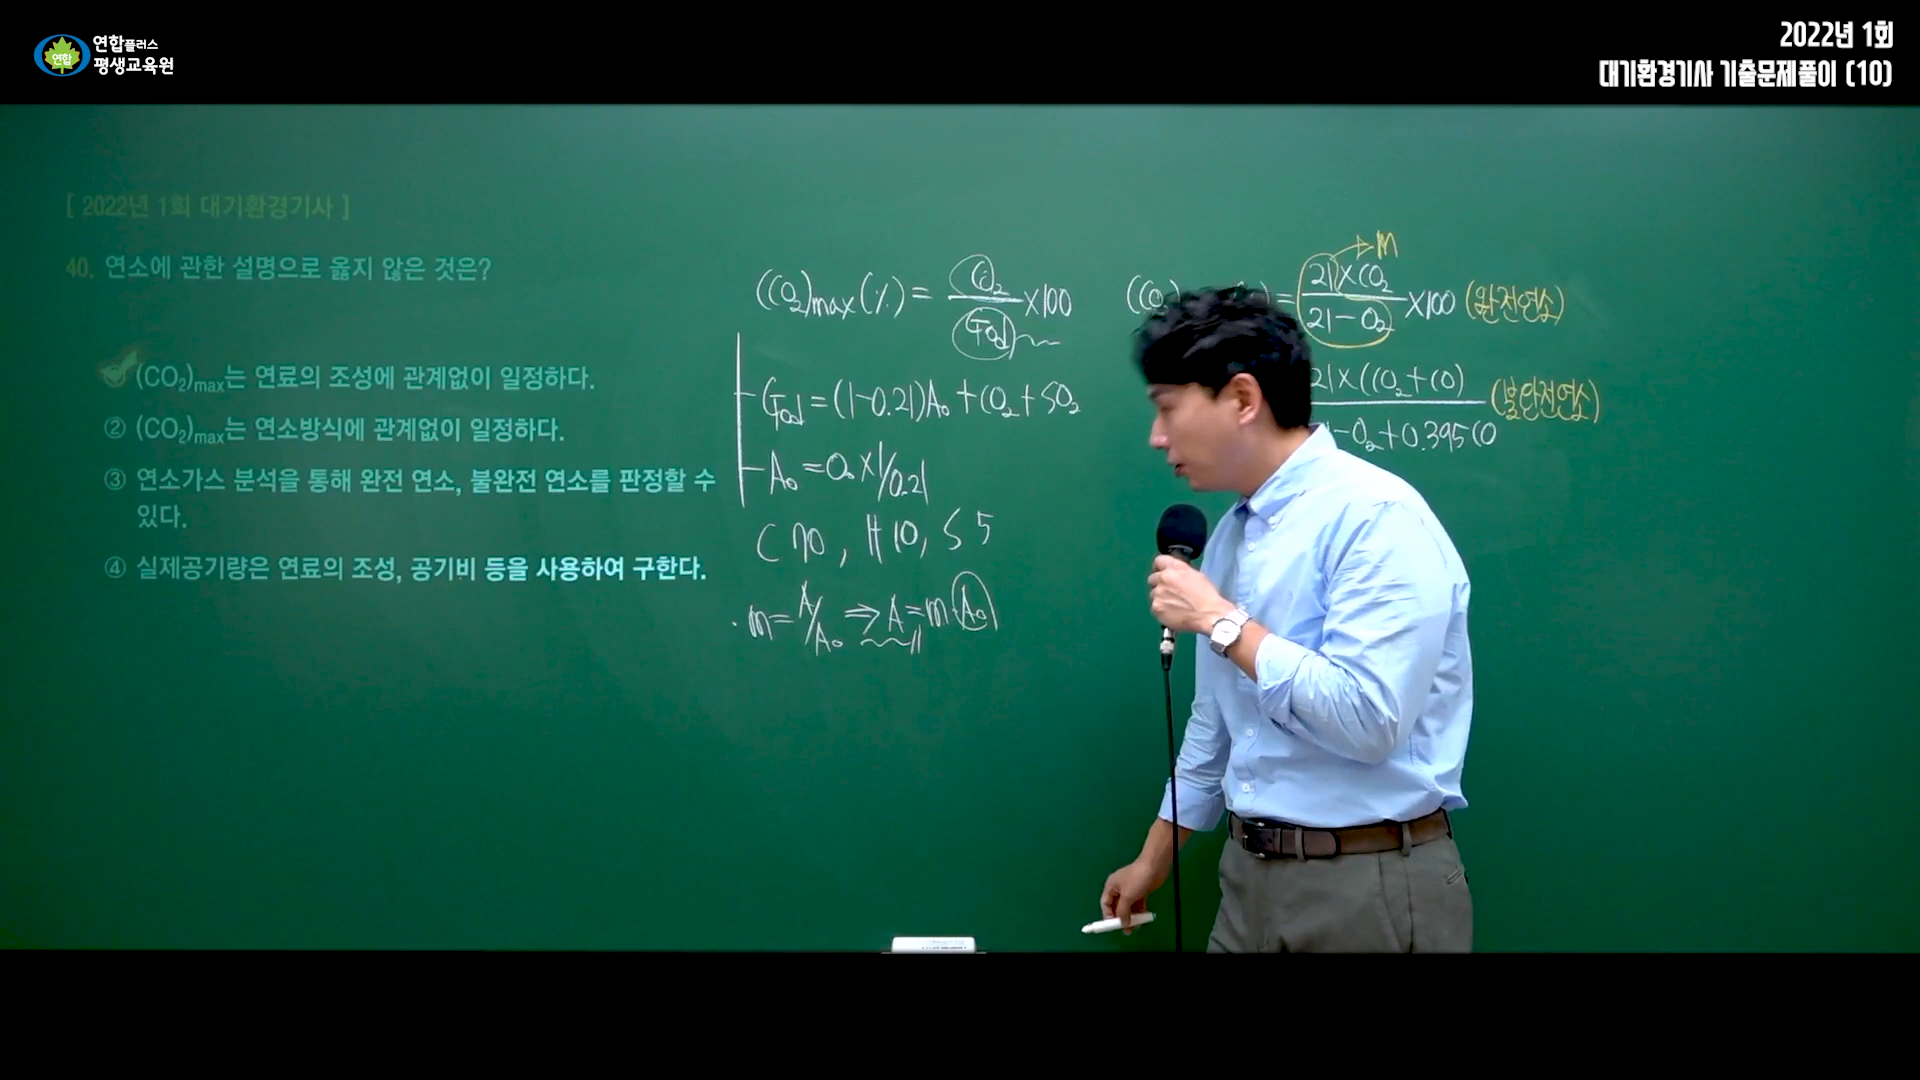 연합플러스
평생교육원
연합
2022년 1회
대기환경기사 기출문제풀이 (10)
[ 2022년 1회 대기환경기사 ]
40. 연소에 관한 설명으로 옳지 않은 것은?
(CO₂)max는 연료의 조성에 관계없이 일정하다.
② (CO₂)max는 연소방식에 관계없이 일정하다.
③ 연소가스 분석을 통해 완전 연소, 불완전 연소를 판정할 수
있다.
④ 실제공기량은 연료의 조성, 공기비 등을 사용하여 구한다.
(CO₂)max(%) = CO₂/God ×100
God = (1-0.21)A₀ + CO₂ + SO₂
A₀ = O₀ × 1/0.21
C 70, H 10, S 5
· m = A/A₀ ⇒ A = m A₀
→ m
= 21×CO₂/21-O₂ ×100 (완전연소)
21×(CO₂+CO)
-O₂+0.395CO
(불완전연소)